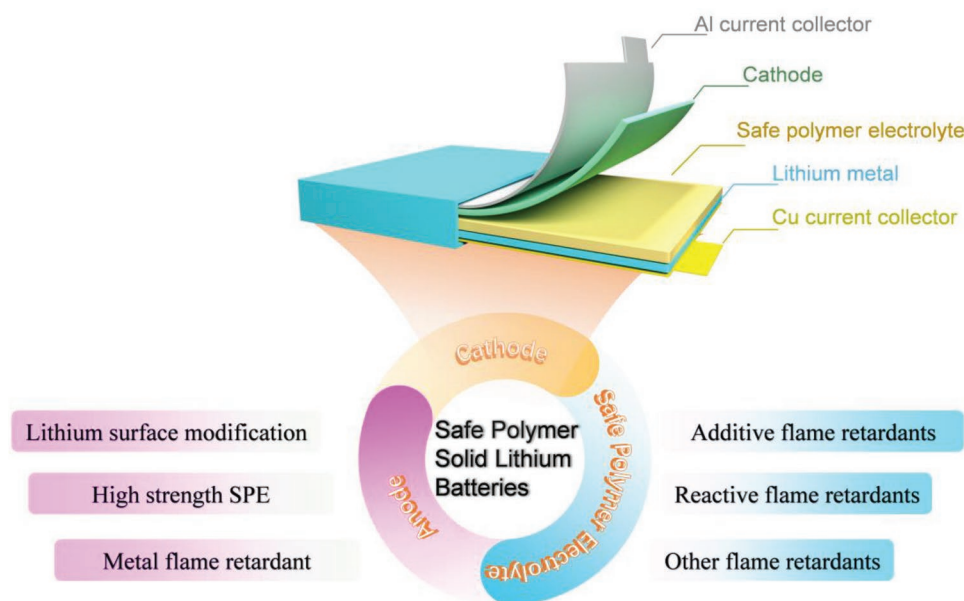 Al current collector
Cathode
Safe polymer electrolyte
Lithium metal
Cu current collector
Cathode
Safe Polymer Electrolyte
Anode
Safe Polymer
Solid Lithium
Batteries
Lithium surface modification
High strength SPE
Metal flame retardant
Additive flame retardants
Reactive flame retardants
Other flame retardants